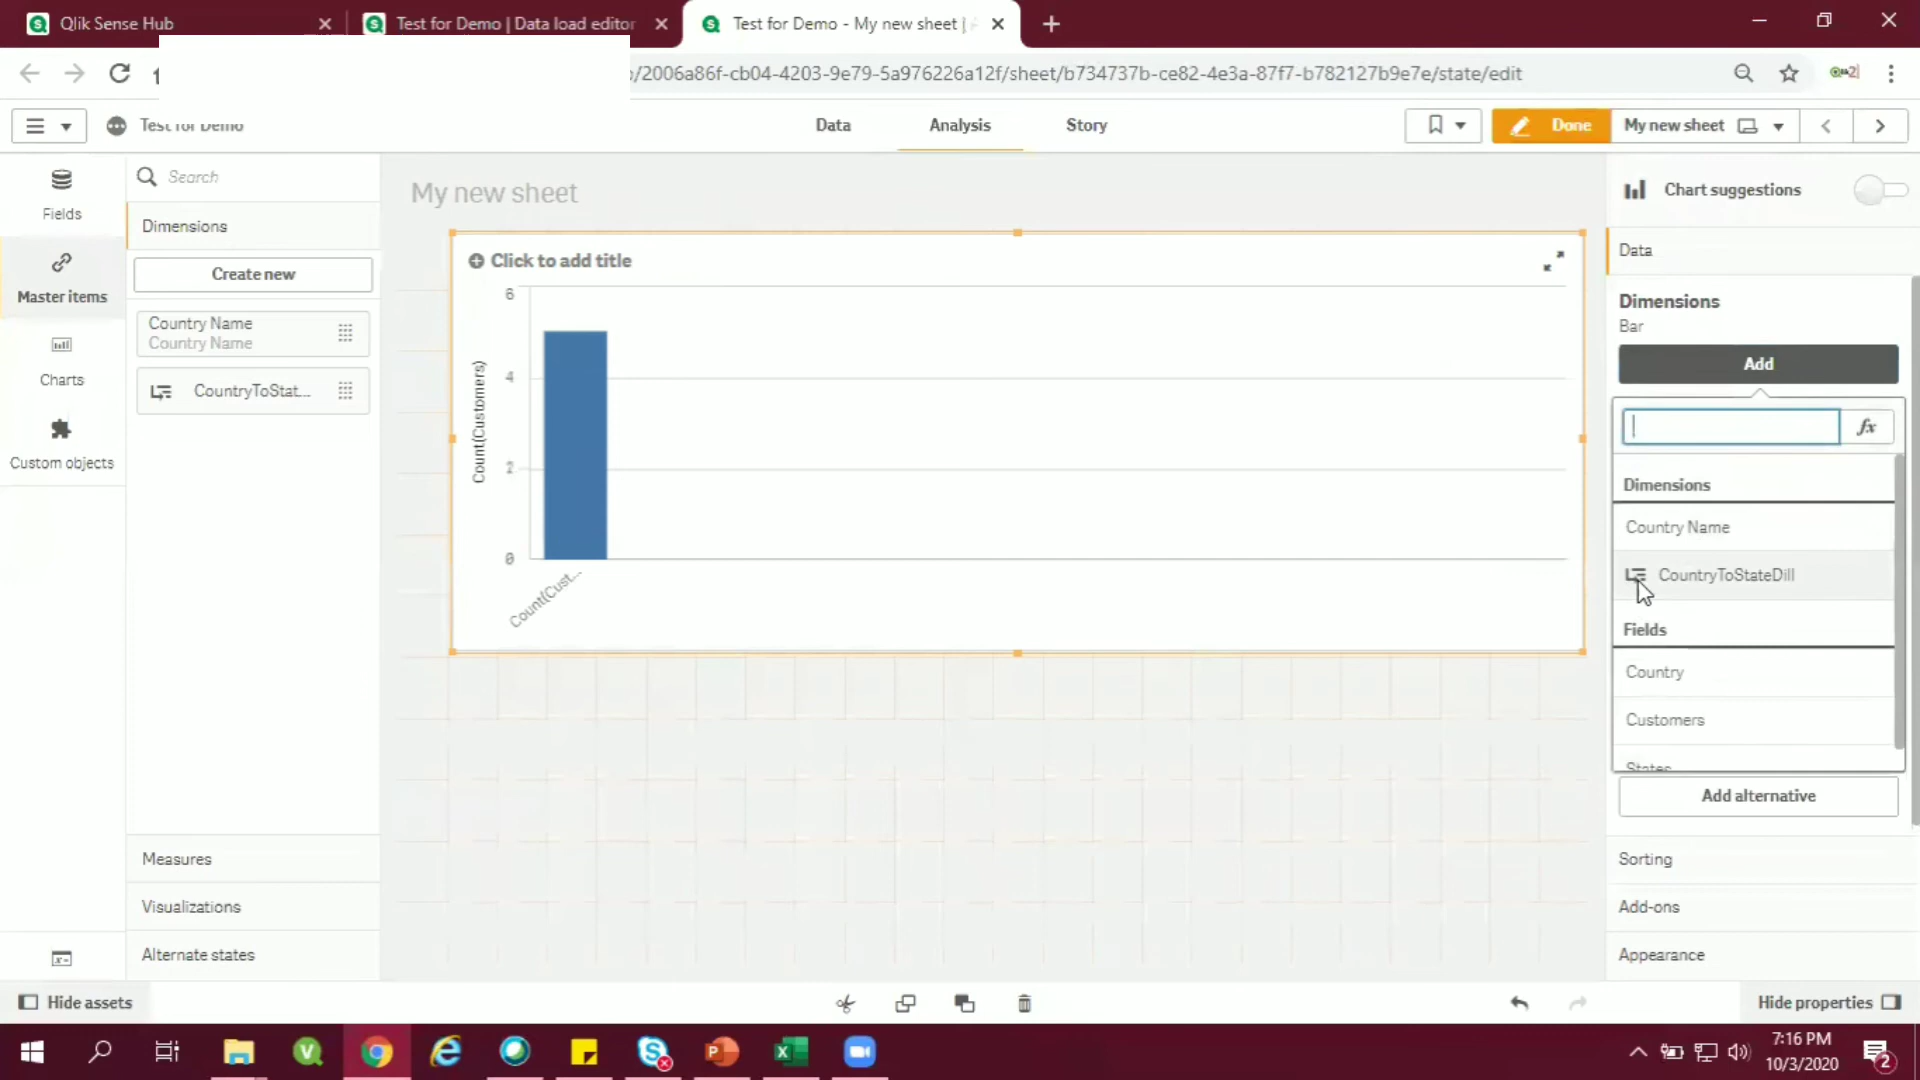 Qlik Sense Hub
Test for Demo | Data load editor
Test for Demo - My new sheet |
/2006a86f-cb04-4203-9e79-5a976226a12f/sheet/b734737b-ce82-4e3a-87f7-b782127b9e7e/state/edit
Test for Demo
Data
Analysis
Story
Done
My new sheet
Fields
Master items
Charts
Custom objects
Search
Dimensions
Create new
Country Name
Country Name
CountryToStat...
Measures
Visualizations
Alternate states
My new sheet
Click to add title
6
4
2
0
Count(Customers)
Count(Cust...
Chart suggestions
Data
Dimensions
Bar
Add
fx
Dimensions
Country Name
CountryToStateDill
Fields
Country
Customers
States
Add alternative
Sorting
Add-ons
Appearance
Hide assets
Hide properties
7:16 PM
10/3/2020
2